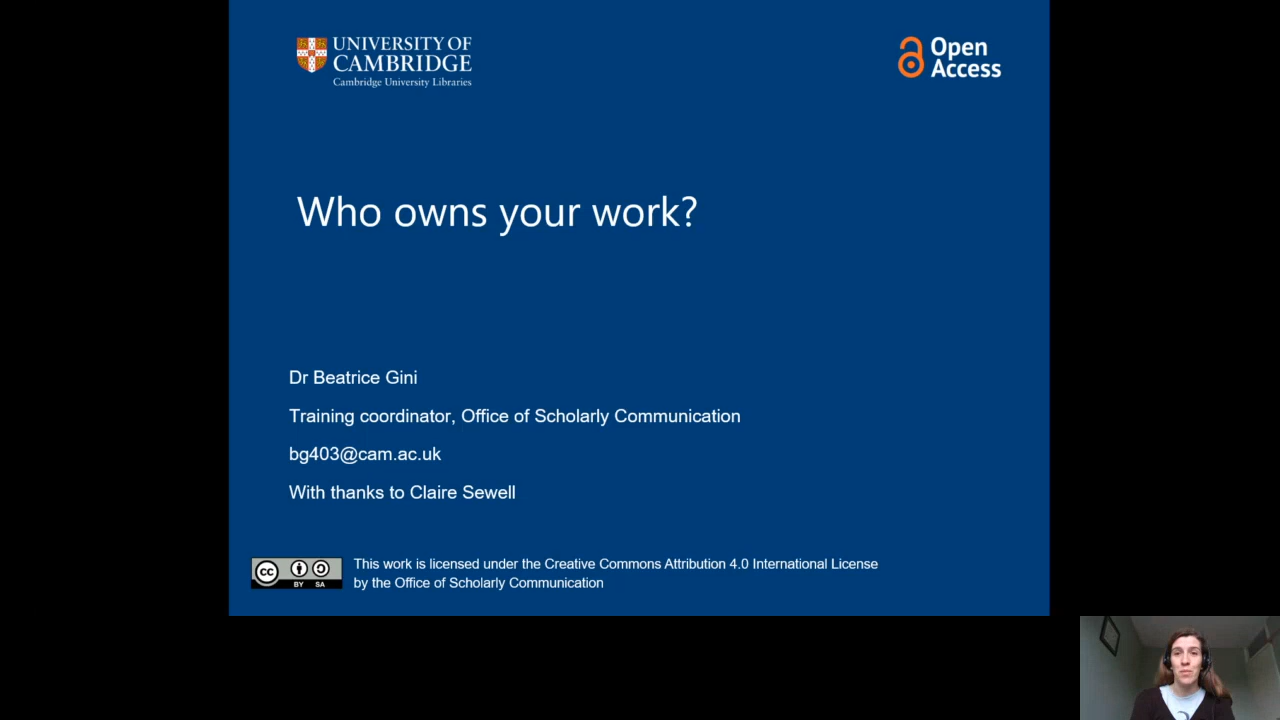 UNIVERSITY OF
CAMBRIDGE
Cambridge University Libraries
Open
Access
Who owns your work?
Dr Beatrice Gini
Training coordinator, Office of Scholarly Communication
bg403@cam.ac.uk
With thanks to Claire Sewell
cc
BY SA
This work is licensed under the Creative Commons Attribution 4.0 International License
by the Office of Scholarly Communication